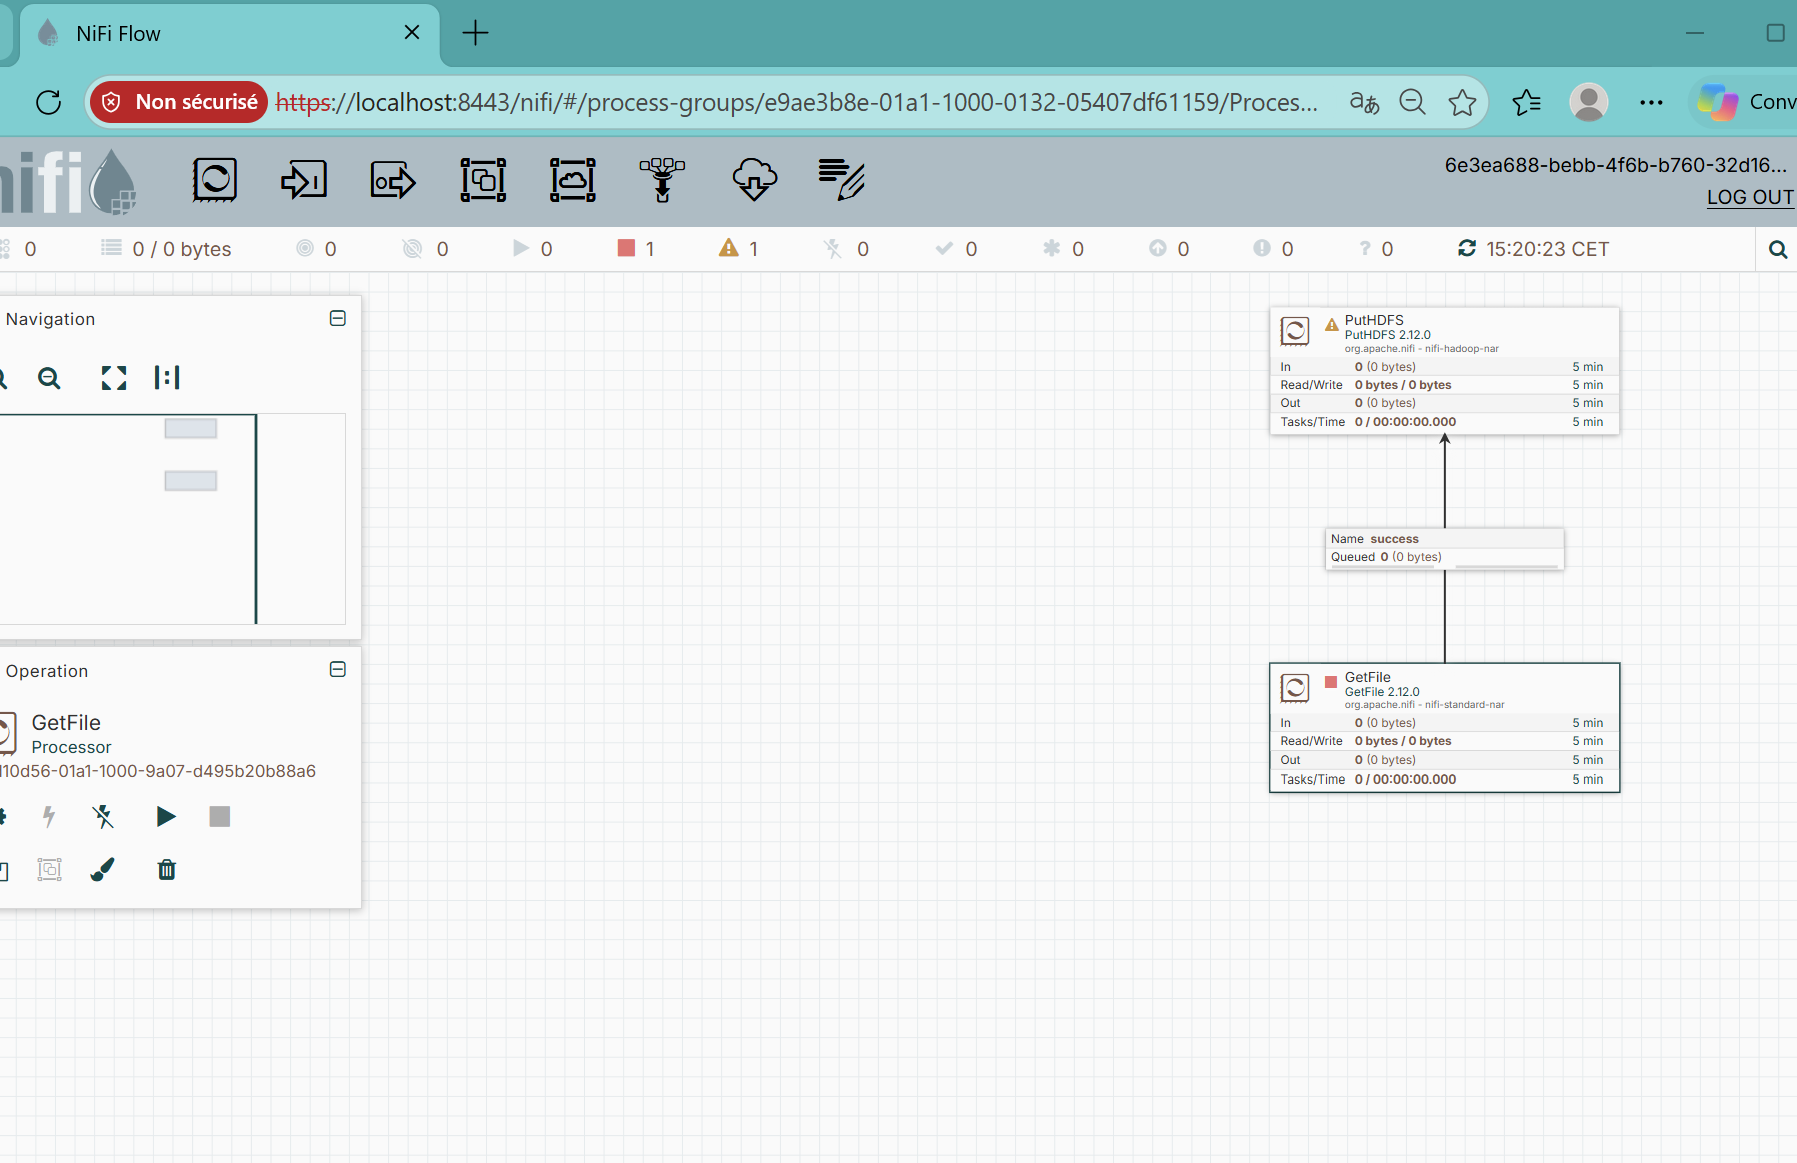 NiFi Flow
Non sécurisé https://localhost:8443/nifi/#/process-groups/e9ae3b8e-01a1-1000-0132-05407df61159/Proces...
Conv
nifi
6e3ea688-bebb-4f6b-b760-32d16...
LOG OUT
0 0 / 0 bytes 0 0 0 1 1 0 0 0 0 0 0 15:20:23 CET
Navigation
Operation
GetFile
Processor
10d56-01a1-1000-9a07-d495b20b88a6
PutHDFS
PutHDFS 2.12.0
org.apache.nifi - nifi-hadoop-nar
In 0 (0 bytes) 5 min
Read/Write 0 bytes / 0 bytes 5 min
Out 0 (0 bytes) 5 min
Tasks/Time 0 / 00:00:00.000 5 min
Name success
Queued 0 (0 bytes)
GetFile
GetFile 2.12.0
org.apache.nifi - nifi-standard-nar
In 0 (0 bytes) 5 min
Read/Write 0 bytes / 0 bytes 5 min
Out 0 (0 bytes) 5 min
Tasks/Time 0 / 00:00:00.000 5 min